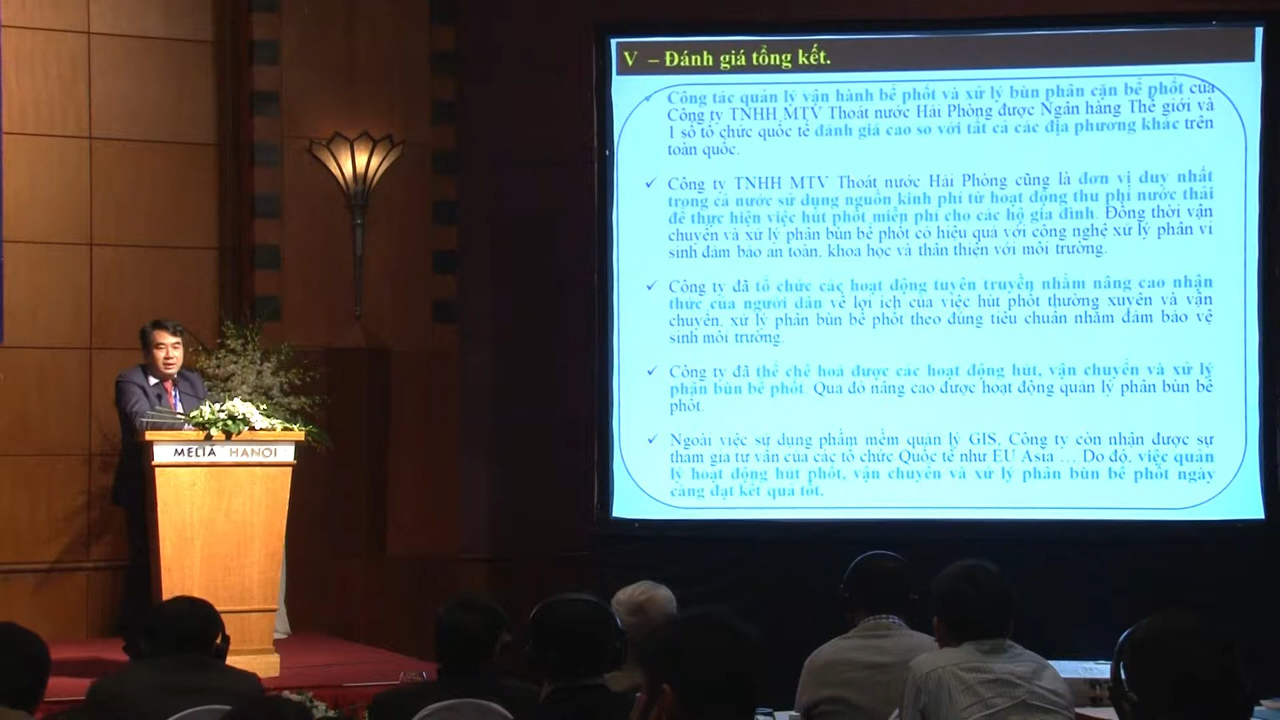 V – Đánh giá tổng kết.
Công tác quản lý vận hành bể phốt và xử lý bùn phân cặn bể phốt của
Công ty TNHH MTV Thoát nước Hải Phòng được Ngân hàng Thế giới và
1 số tổ chức quốc tế đánh giá cao so với tất cả các địa phương khác trên
toàn quốc.
✓ Công ty TNHH MTV Thoát nước Hải Phòng cũng là đơn vị duy nhất
trong cả nước sử dụng nguồn kinh phí từ hoạt động thu phí nước thải
để thực hiện việc hút phốt miễn phí cho các hộ gia đình. Đồng thời vận
chuyển và xử lý phân bùn bể phốt có hiệu quả với công nghệ xử lý phân vi
sinh đảm bảo an toàn, khoa học và thân thiện với môi trường.
✓ Công ty đã tổ chức các hoạt động tuyên truyền nhằm nâng cao nhận
thức của người dân về lợi ích của việc hút phốt thường xuyên và vận
chuyển, xử lý phân bùn bể phốt theo đúng tiêu chuẩn nhằm đảm bảo vệ
sinh môi trường.
✓ Công ty đã thể chế hoá được các hoạt động hút, vận chuyển và xử lý
phân bùn bể phốt. Qua đó nâng cao được hoạt động quản lý phân bùn bể
phốt.
✓ Ngoài việc sử dụng phầm mềm quản lý GIS, Công ty còn nhận được sự
tham gia tư vấn của các tổ chức Quốc tế như EU Asia ... Do đó, việc quản
lý hoạt động hút phốt, vận chuyển và xử lý phân bùn bể phốt ngày
càng đạt kết quả tốt.
MELIÁ HANOI